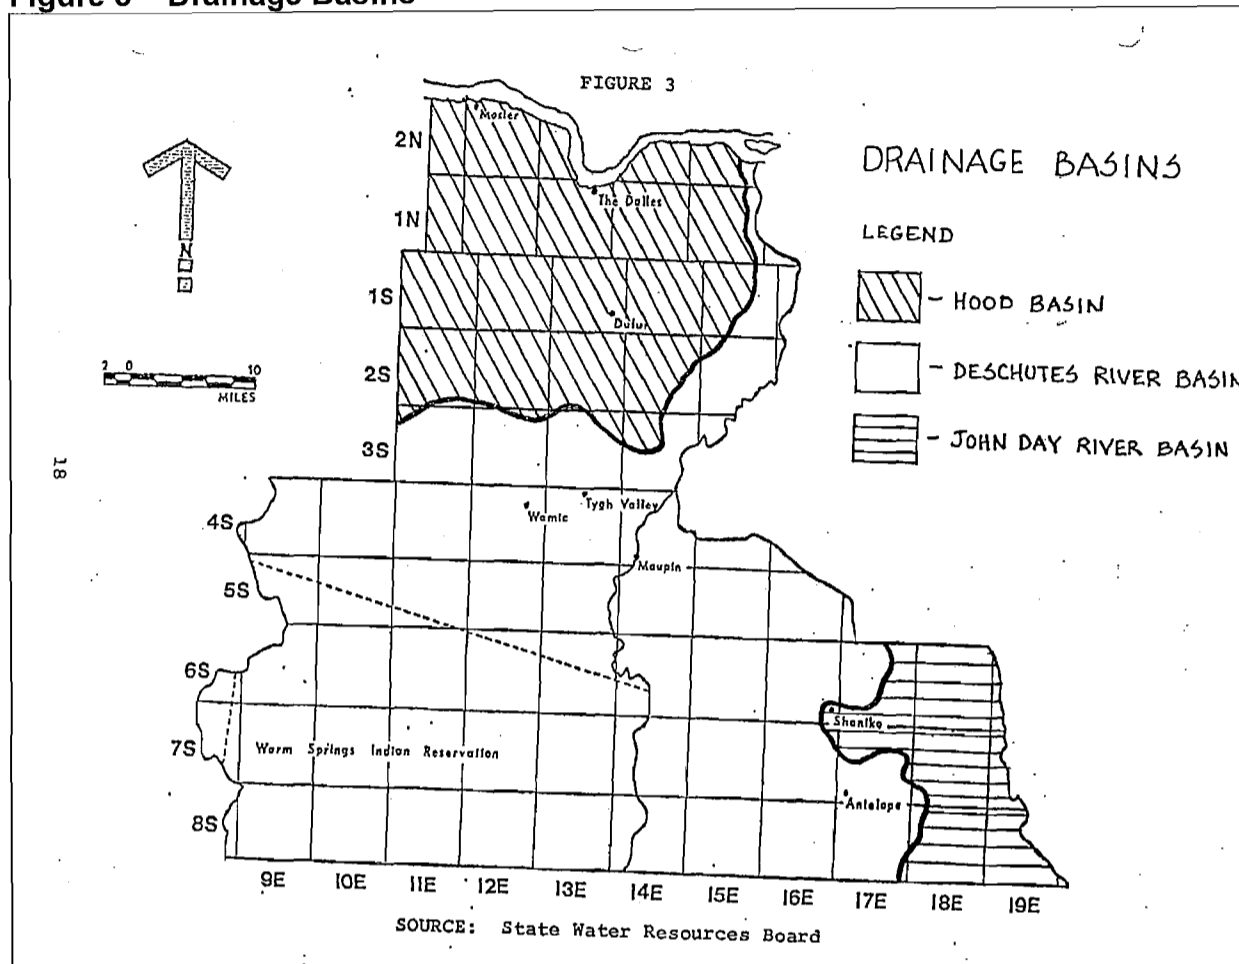 Figure 3 – Drainage Basins
FIGURE 3
DRAINAGE BASINS
LEGEND
- HOOD BASIN
- DESCHUTES RIVER BASIN
- JOHN DAY RIVER BASIN
N
2 0 10
MILES
18
2N
1N
1S
2S
3S
4S
5S
6S
7S
8S
Mosier
The Dalles
Dufur
Tygh Valley
Wamic
Maupin
Shaniko
Warm Springs Indian Reservation
Antelope
9E 10E 11E 12E 13E 14E 15E 16E 17E 18E 19E
SOURCE: State Water Resources Board